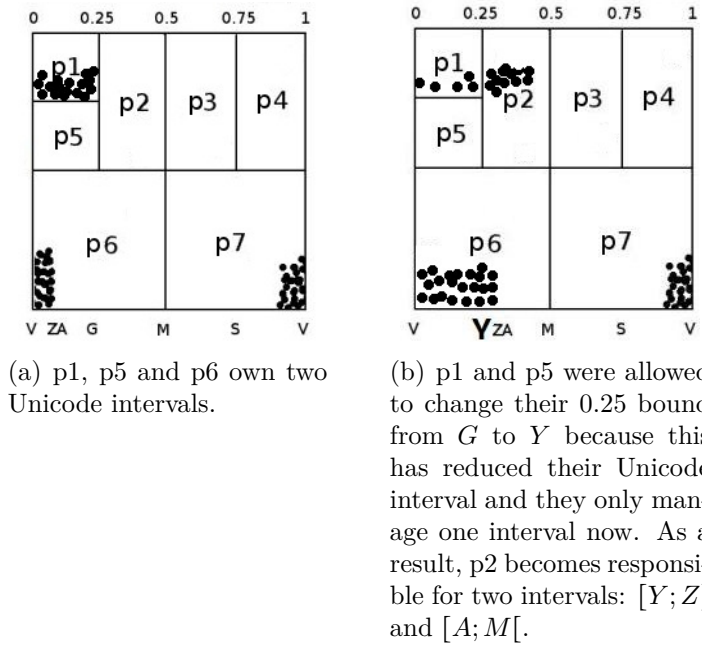 0 0.25 0.5 0.75 1
p1
p2 p3 p4
p5
p6 p7
V ZA G M S V
(a) p1, p5 and p6 own two
Unicode intervals.
0 0.25 0.5 0.75 1
p1
p2 p3 p4
p5
p6 p7
V Y ZA M S V
(b) p1 and p5 were allowed
to change their 0.25 bound
from G to Y because this
has reduced their Unicode
interval and they only man-
age one interval now. As a
result, p2 becomes responsi-
ble for two intervals: [Y; Z]
and [A; M[.